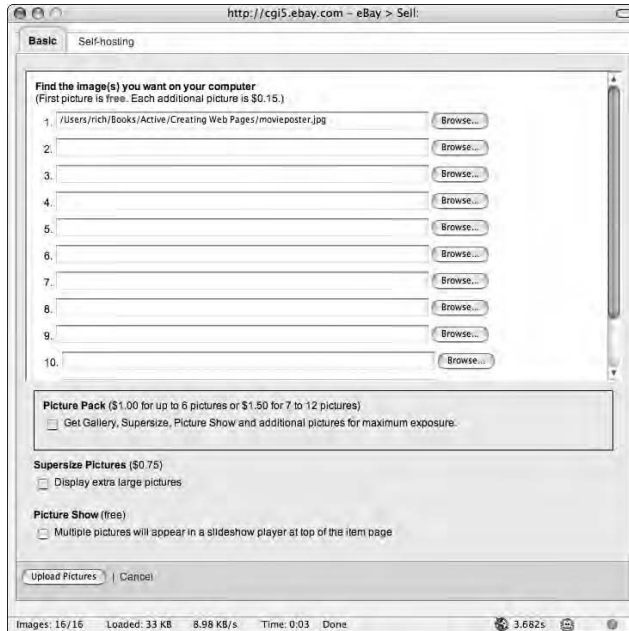 http://cgi5.ebay.com – eBay > Sell:
Basic Self-hosting
Find the image(s) you want on your computer
(First picture is free. Each additional picture is $0.15.)
1. /Users/rich/Books/Active/Creating Web Pages/movieposter.jpg Browse...
2. Browse...
3. Browse...
4. Browse...
5. Browse...
6. Browse...
7. Browse...
8. Browse...
9. Browse...
10. Browse...
Picture Pack ($1.00 for up to 6 pictures or $1.50 for 7 to 12 pictures)
Get Gallery, Supersize, Picture Show and additional pictures for maximum exposure.
Supersize Pictures ($0.75)
Display extra large pictures
Picture Show (free)
Multiple pictures will appear in a slideshow player at top of the item page
Upload Pictures | Cancel
Images: 16/16 Loaded: 33 KB 8.98 KB/s Time: 0:03 Done 3.682s